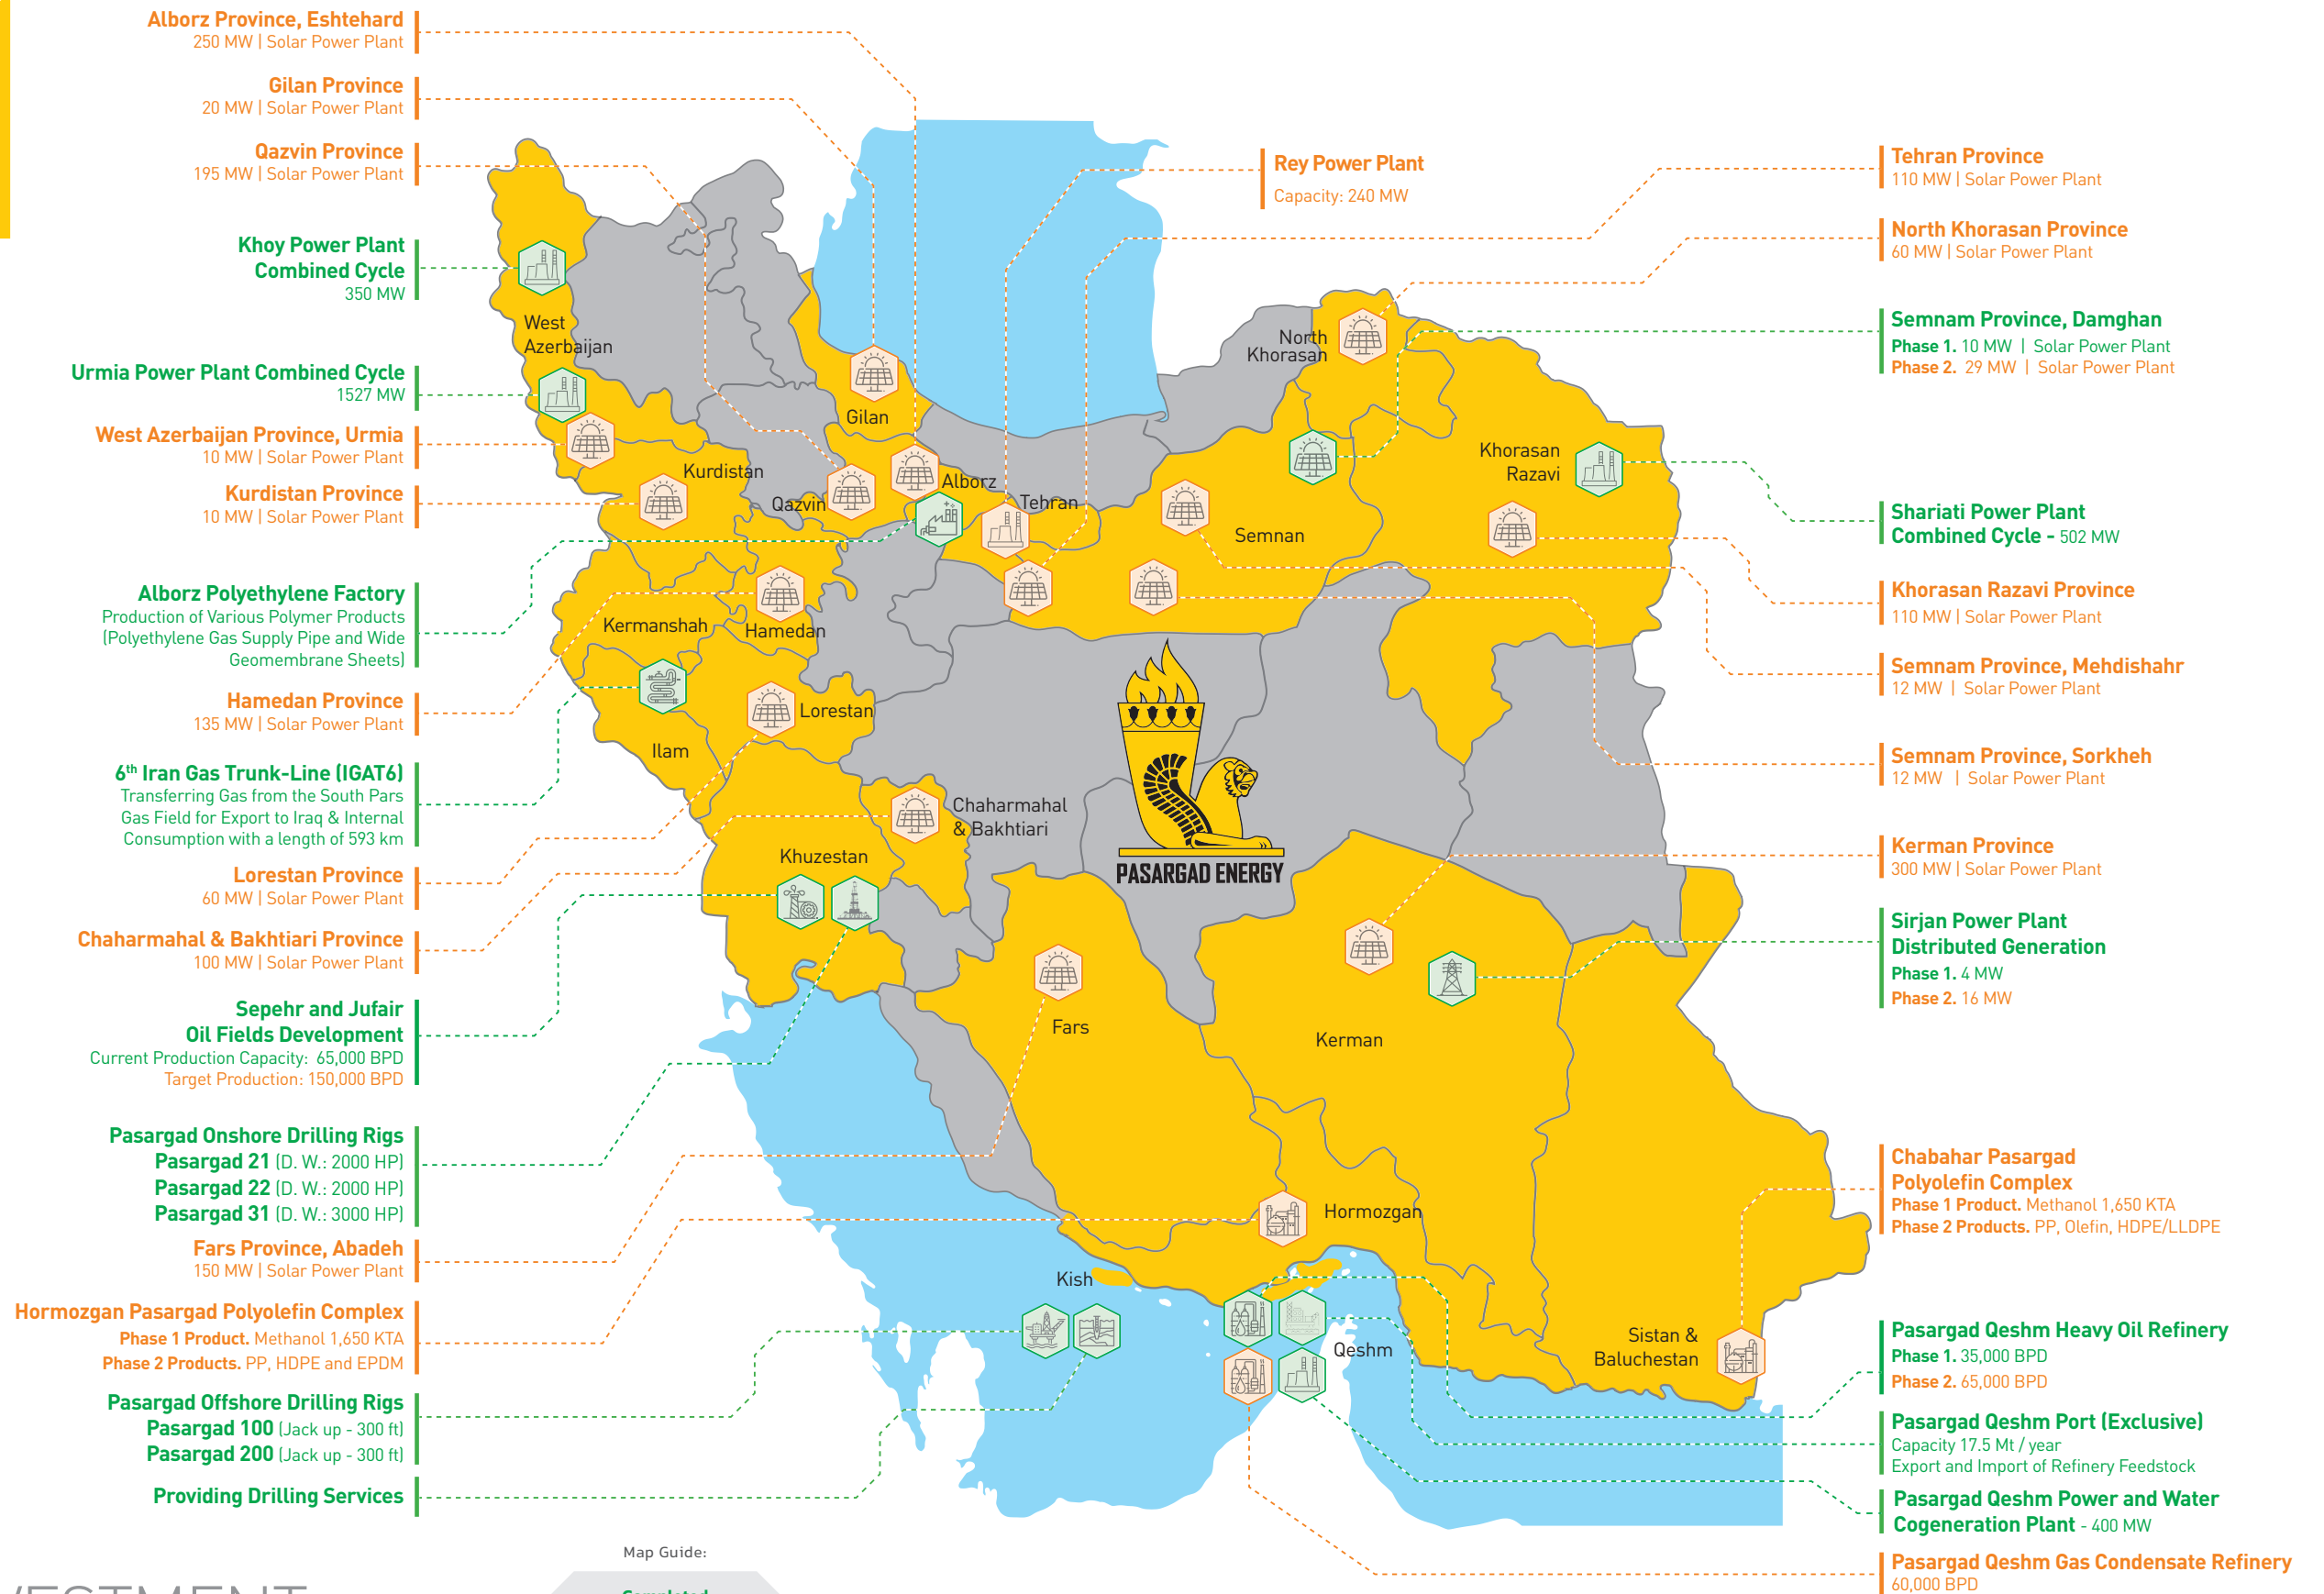 Alborz Province, Eshtehard
250 MW | Solar Power Plant
Gilan Province
20 MW | Solar Power Plant
Qazvin Province
195 MW | Solar Power Plant
Khoy Power Plant
Combined Cycle
350 MW
Urmia Power Plant Combined Cycle
1527 MW
West Azerbaijan Province, Urmia
10 MW | Solar Power Plant
Kurdistan Province
10 MW | Solar Power Plant
Alborz Polyethylene Factory
Production of Various Polymer Products
(Polyethylene Gas Supply Pipe and Wide
Geomembrane Sheets)
Hamedan Province
135 MW | Solar Power Plant
6th Iran Gas Trunk-Line (IGAT6)
Transferring Gas from the South Pars
Gas Field for Export to Iraq & Internal
Consumption with a length of 593 km
Lorestan Province
60 MW | Solar Power Plant
Chaharmahal & Bakhtiari Province
100 MW | Solar Power Plant
Sepehr and Jufair
Oil Fields Development
Current Production Capacity: 65,000 BPD
Target Production: 150,000 BPD
Pasargad Onshore Drilling Rigs
Pasargad 21 (D. W.: 2000 HP)
Pasargad 22 (D. W.: 2000 HP)
Pasargad 31 (D. W.: 3000 HP)
Fars Province, Abadeh
150 MW | Solar Power Plant
Hormozgan Pasargad Polyolefin Complex
Phase 1 Product. Methanol 1,650 KTA
Phase 2 Products. PP, HDPE and EPDM
Pasargad Offshore Drilling Rigs
Pasargad 100 (Jack up - 300 ft)
Pasargad 200 (Jack up - 300 ft)
Providing Drilling Services
Rey Power Plant
Capacity: 240 MW
West
Azerbaijan
Gilan
Kurdistan
Qazvin
Alborz
Tehran
North
Khorasan
Khorasan
Razavi
Semnan
Kermanshah
Hamedan
Lorestan
Ilam
Chaharmahal
& Bakhtiari
Khuzestan
PASARGAD ENERGY
Fars
Kerman
Hormozgan
Kish
Qeshm
Sistan &
Baluchestan
Tehran Province
110 MW | Solar Power Plant
North Khorasan Province
60 MW | Solar Power Plant
Semnam Province, Damghan
Phase 1. 10 MW | Solar Power Plant
Phase 2. 29 MW | Solar Power Plant
Shariati Power Plant
Combined Cycle - 502 MW
Khorasan Razavi Province
110 MW | Solar Power Plant
Semnam Province, Mehdishahr
12 MW | Solar Power Plant
Semnam Province, Sorkheh
12 MW | Solar Power Plant
Kerman Province
300 MW | Solar Power Plant
Sirjan Power Plant
Distributed Generation
Phase 1. 4 MW
Phase 2. 16 MW
Chabahar Pasargad
Polyolefin Complex
Phase 1 Product. Methanol 1,650 KTA
Phase 2 Products. PP, Olefin, HDPE/LLDPE
Pasargad Qeshm Heavy Oil Refinery
Phase 1. 35,000 BPD
Phase 2. 65,000 BPD
Pasargad Qeshm Port (Exclusive)
Capacity 17.5 Mt / year
Export and Import of Refinery Feedstock
Pasargad Qeshm Power and Water
Cogeneration Plant - 400 MW
Pasargad Qeshm Gas Condensate Refinery
60,000 BPD
Map Guide: